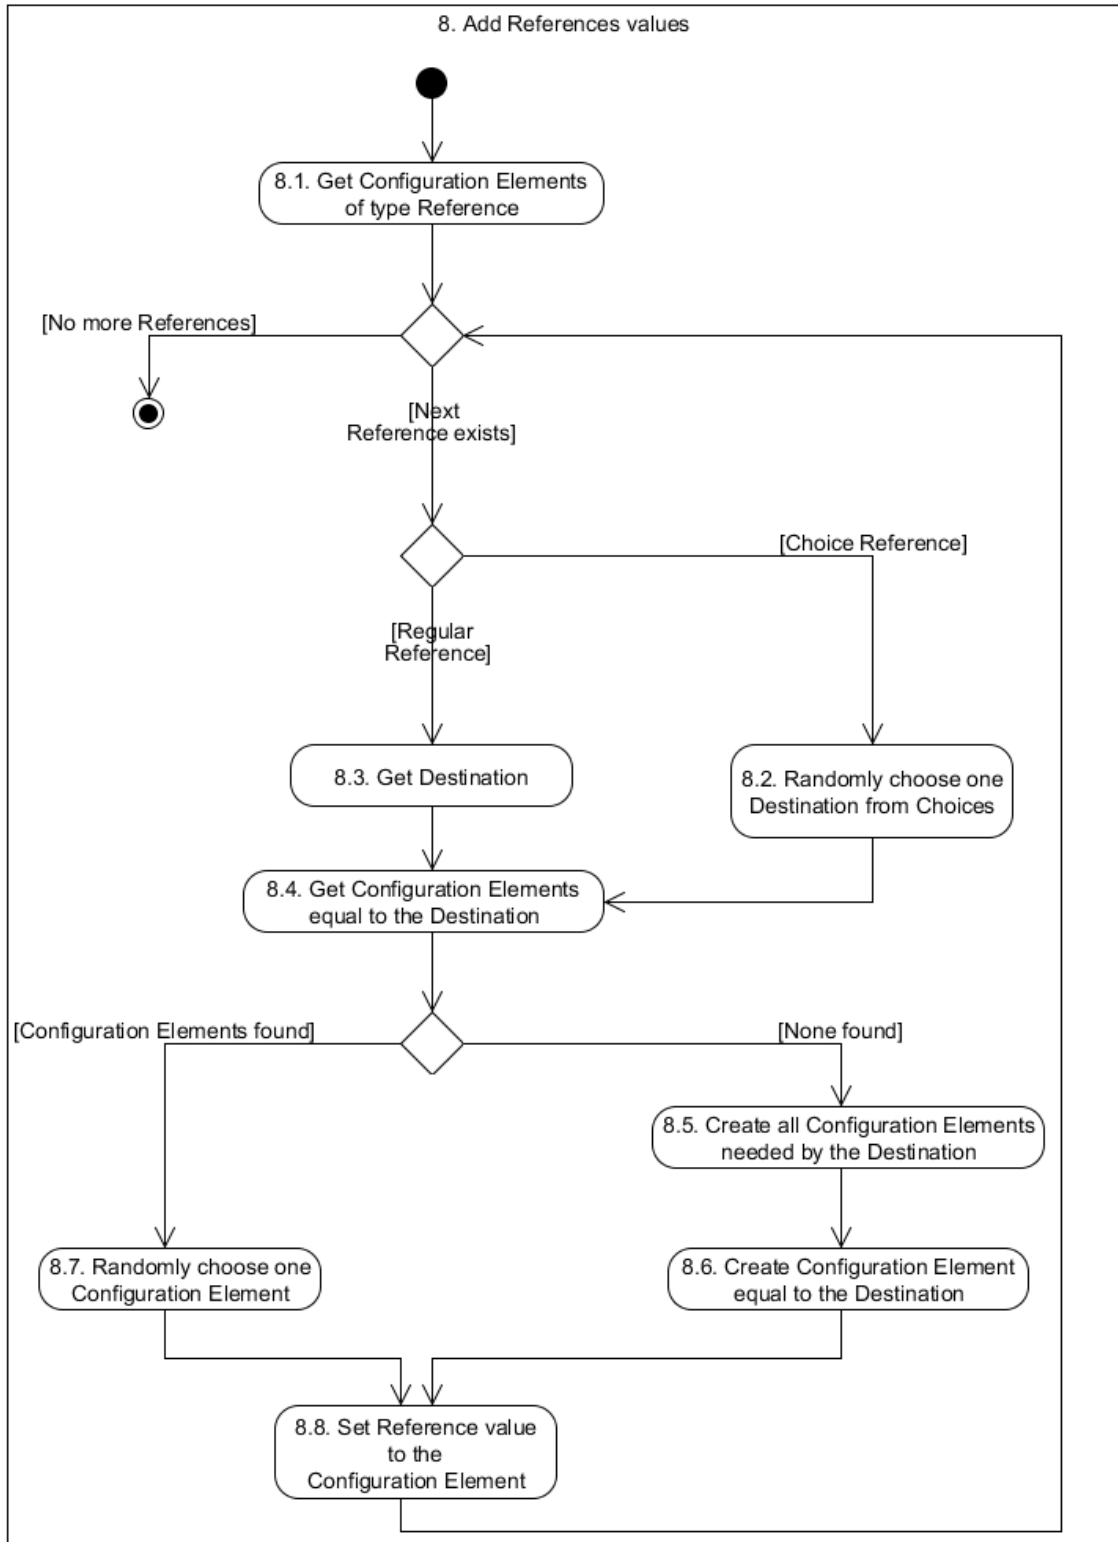 8. Add References values
8.1. Get Configuration Elements
of type Reference
[No more References]
[Next
Reference exists]
[Choice Reference]
[Regular
Reference]
8.3. Get Destination
8.2. Randomly choose one
Destination from Choices
8.4. Get Configuration Elements
equal to the Destination
[Configuration Elements found]
[None found]
8.5. Create all Configuration Elements
needed by the Destination
8.7. Randomly choose one
Configuration Element
8.6. Create Configuration Element
equal to the Destination
8.8. Set Reference value
to the
Configuration Element